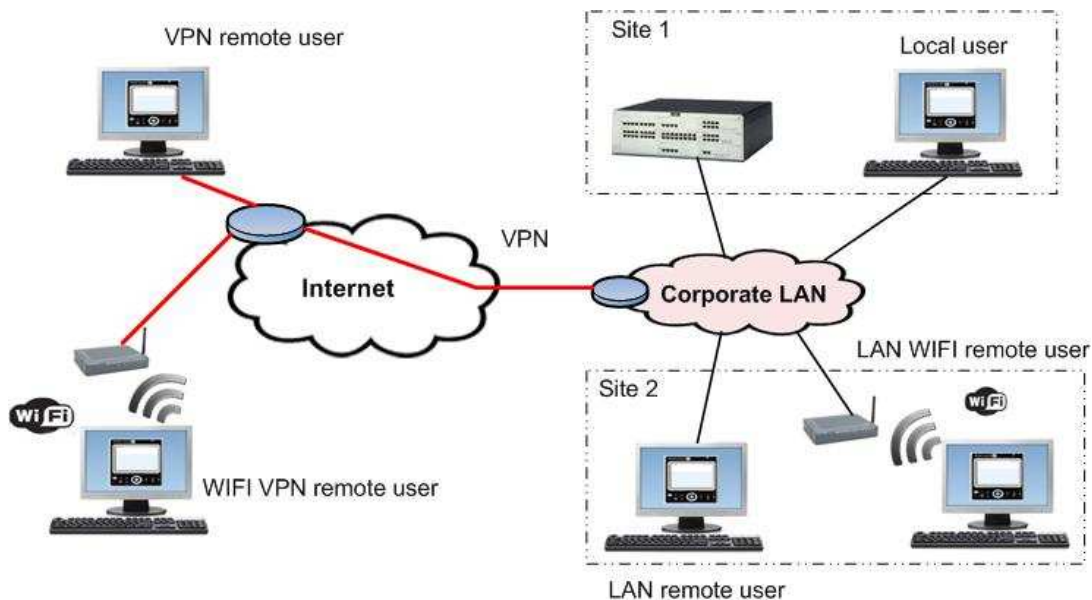 VPN remote user
Site 1
Local user
VPN
Internet
Corporate LAN
LAN WIFI remote user
Site 2
WiFi
WiFi
WIFI VPN remote user
LAN remote user